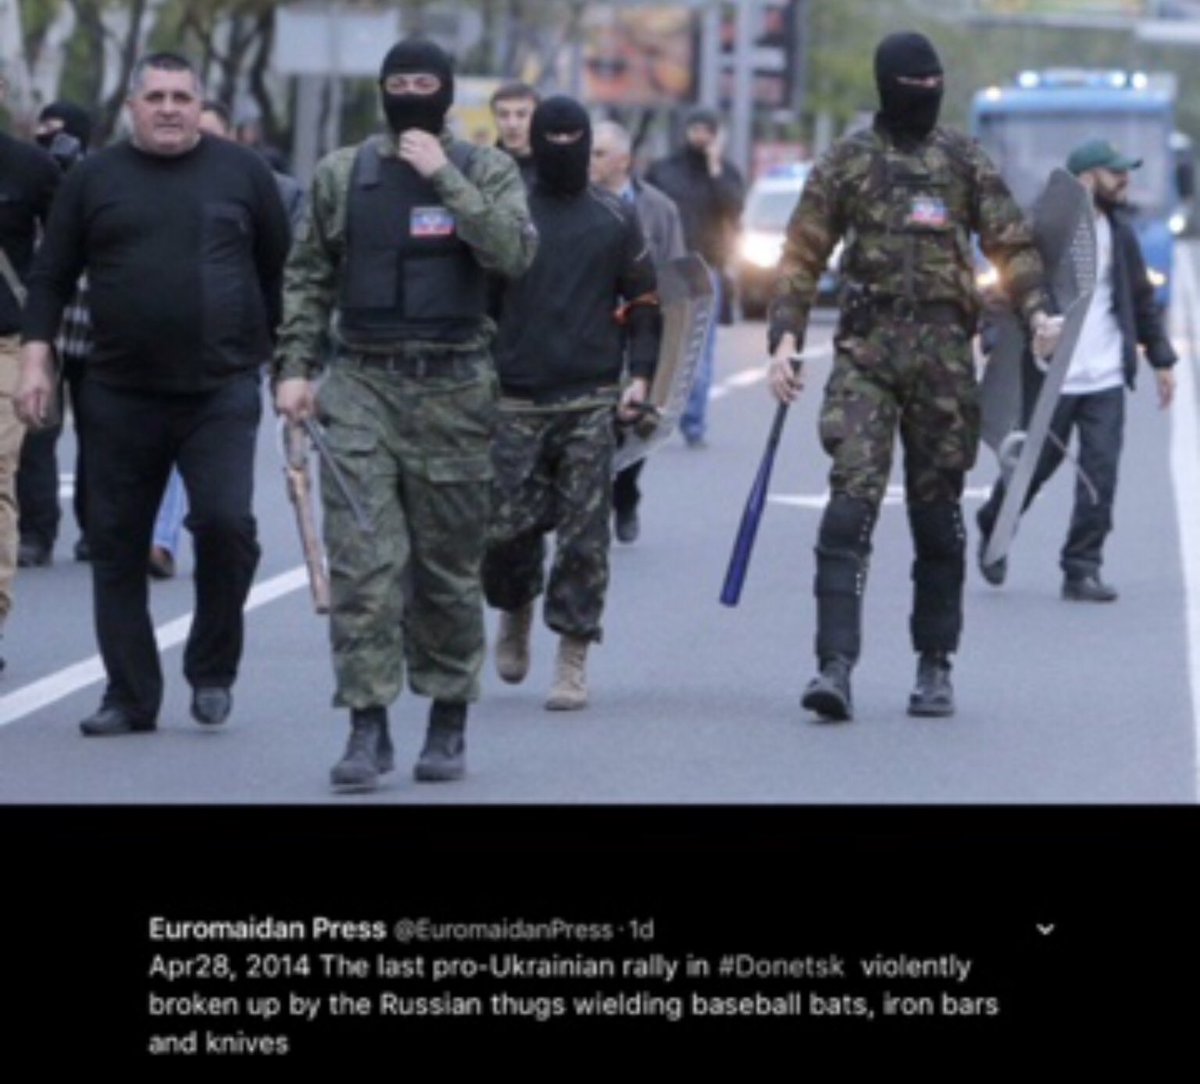 Euromaidan Press @EuromaidanPress · 1d
Apr28, 2014 The last pro-Ukrainian rally in #Donetsk violently
broken up by the Russian thugs wielding baseball bats, iron bars
and knives